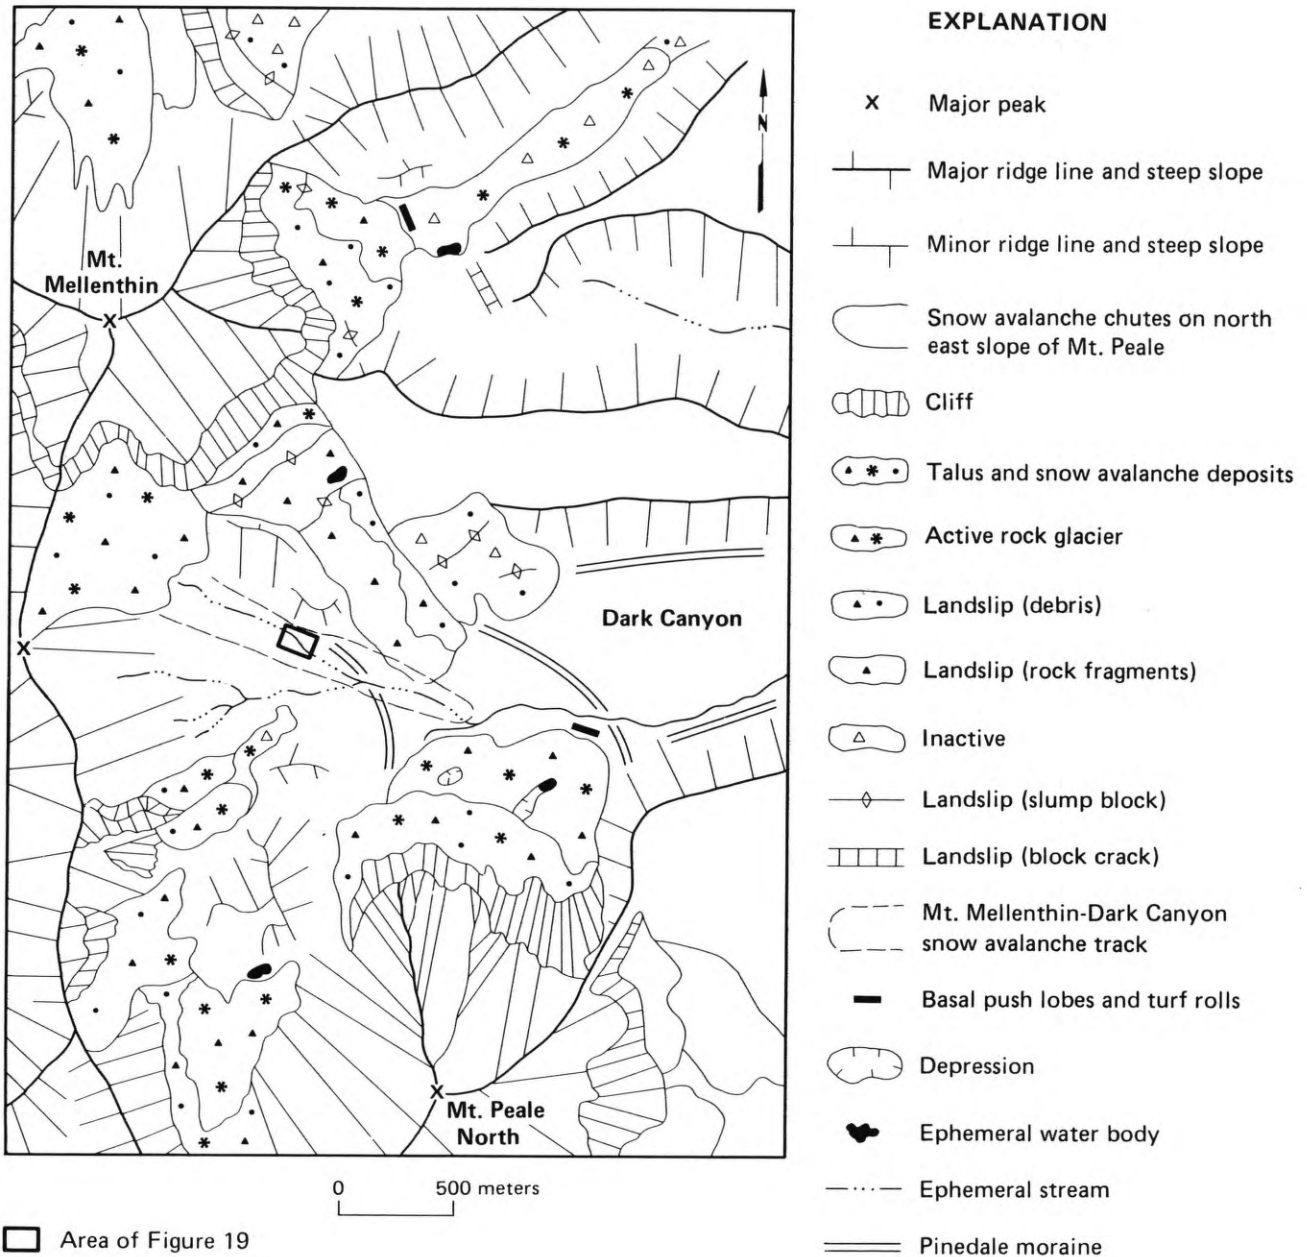 EXPLANATION
X Major peak
Major ridge line and steep slope
Minor ridge line and steep slope
Snow avalanche chutes on north
east slope of Mt. Peale
Cliff
Talus and snow avalanche deposits
Active rock glacier
Landslip (debris)
Landslip (rock fragments)
Inactive
Landslip (slump block)
Landslip (block crack)
Mt. Mellenthin-Dark Canyon
snow avalanche track
Basal push lobes and turf rolls
Depression
Ephemeral water body
Ephemeral stream
Pinedale moraine
N
Mt.
Mellenthin
X
Dark Canyon
X
X
Mt. Peale
North
0 500 meters
Area of Figure 19